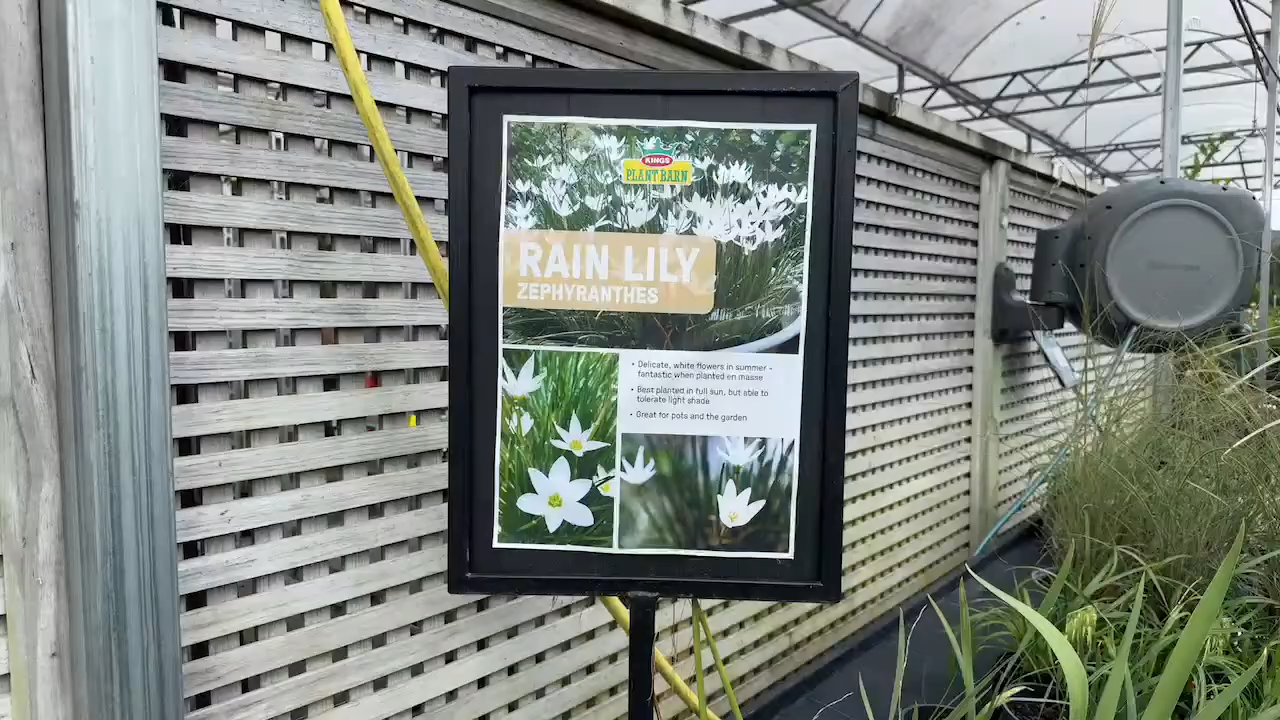 KINGS
PLANT BARN
RAIN LILY
ZEPHYRANTHES
• Delicate, white flowers in summer -
fantastic when planted en masse
• Best planted in full sun, but able to
tolerate light shade
• Great for pots and the garden